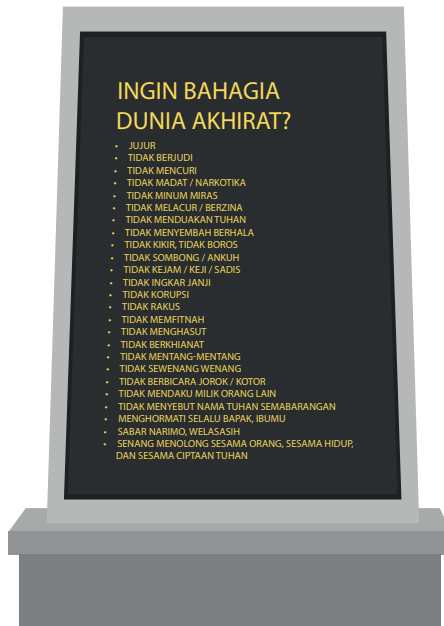 INGIN BAHAGIA
DUNIA AKHIRAT?
• JUJUR
• TIDAK BERJUDI
• TIDAK MENCURI
• TIDAK MADAT / NARKOTIKA
• TIDAK MINUM MIRAS
• TIDAK MELACUR / BERZINA
• TIDAK MENDUAKAN TUHAN
• TIDAK MENYEMBAH BERHALA
• TIDAK KIKIR, TIDAK BOROS
• TIDAK SOMBONG / ANKUH
• TIDAK KEJAM / KEJI / SADIS
• TIDAK INGKAR JANJI
• TIDAK KORUPSI
• TIDAK RAKUS
• TIDAK MEMFITNAH
• TIDAK MENGHASUT
• TIDAK BERKHIANAT
• TIDAK MENTANG-MENTANG
• TIDAK SEWENANG WENANG
• TIDAK BERBICARA JOROK / KOTOR
• TIDAK MENDAKU MILIK ORANG LAIN
• TIDAK MENYEBUT NAMA TUHAN SEMABARANGAN
• MENGHORMATI SELALU BAPAK, IBUMU
• SABAR NARIMO, WELASASIH
• SENANG MENOLONG SESAMA ORANG, SESAMA HIDUP,
DAN SESAMA CIPTAAN TUHAN